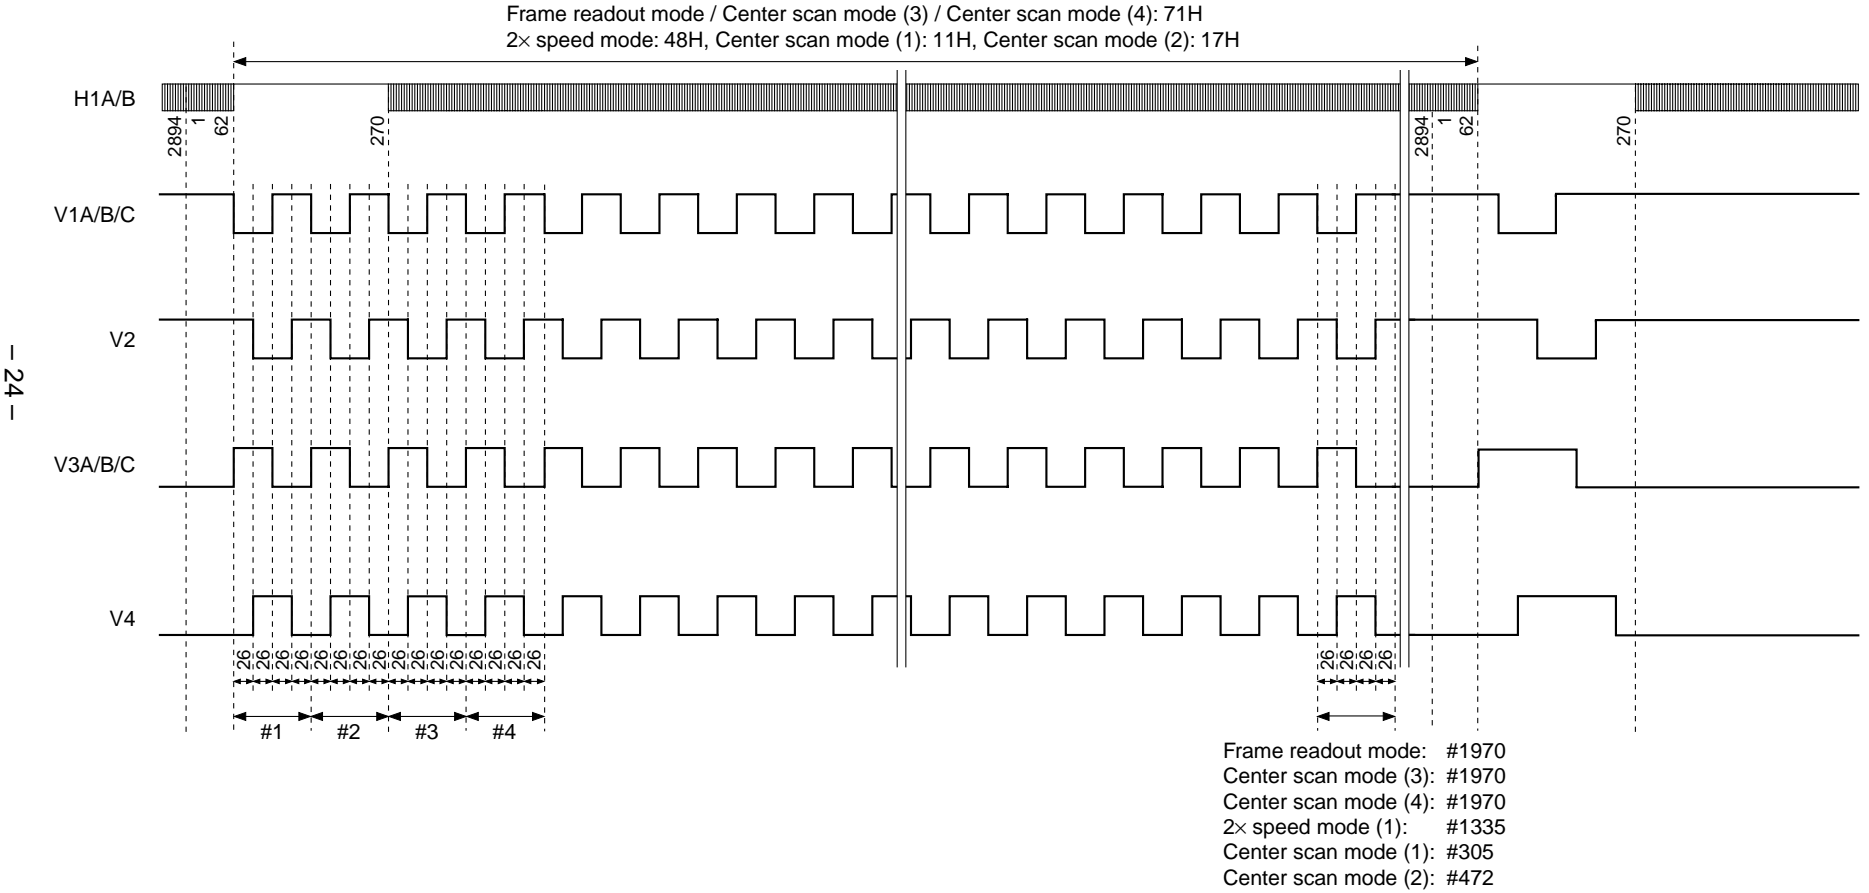 Frame readout mode / Center scan mode (3) / Center scan mode (4): 71H
2× speed mode: 48H, Center scan mode (1): 11H, Center scan mode (2): 17H
H1A/B
2894 1 62 270 2894 1 62 270
V1A/B/C
V2
V3A/B/C
V4
26 26 26 26 26 26 26 26 26 26 26 26 26 26 26 26 26 26 26 26
#1 #2 #3 #4
Frame readout mode: #1970
Center scan mode (3): #1970
Center scan mode (4): #1970
2× speed mode (1): #1335
Center scan mode (1): #305
Center scan mode (2): #472
– 24 –